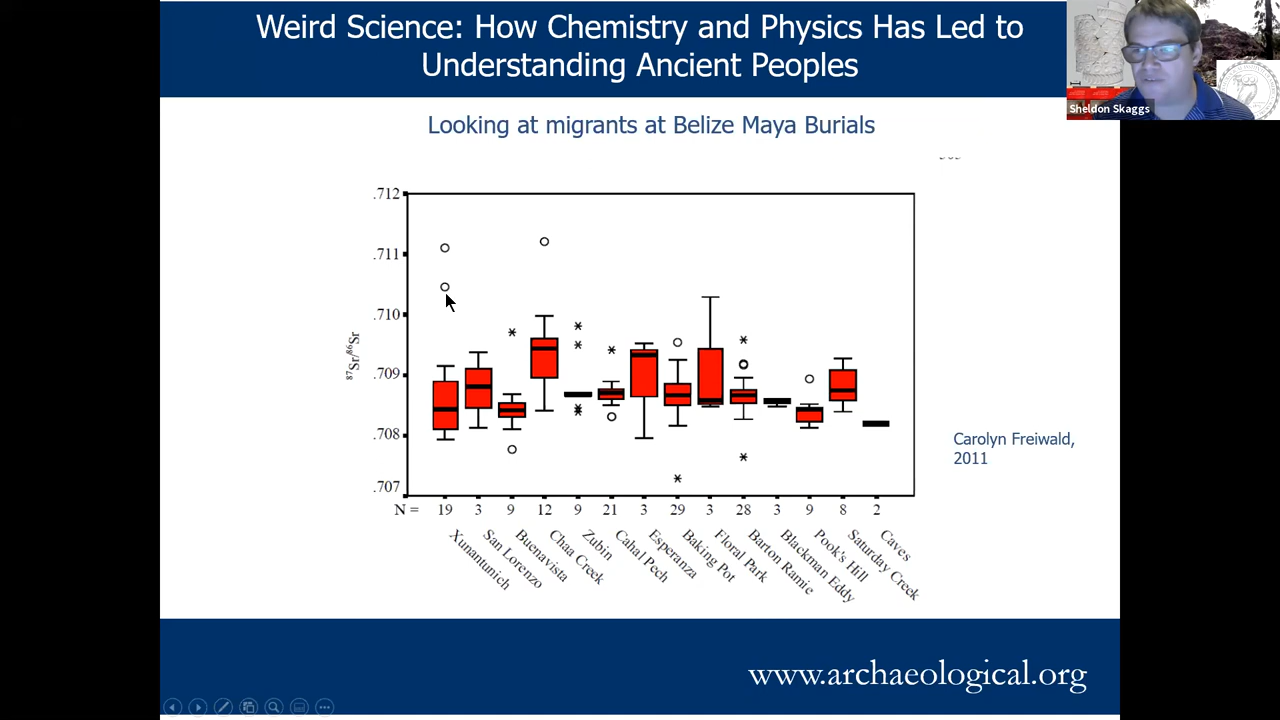 Weird Science: How Chemistry and Physics Has Led to
Understanding Ancient Peoples
Sheldon Skaggs
Looking at migrants at Belize Maya Burials
.712
.711
.710
.709
.708
.707
87Sr/86Sr
N = 19 3 9 12 9 21 3 29 3 28 3 9 8 2
Xunantunich
San Lorenzo
Buenavista
Chaa Creek
Zubin
Cahal Pech
Esperanza
Baking Pot
Floral Park
Barton Ramie
Blackman Eddy
Pook's Hill
Saturday Creek
Caves
Carolyn Freiwald,
2011
www.archaeological.org